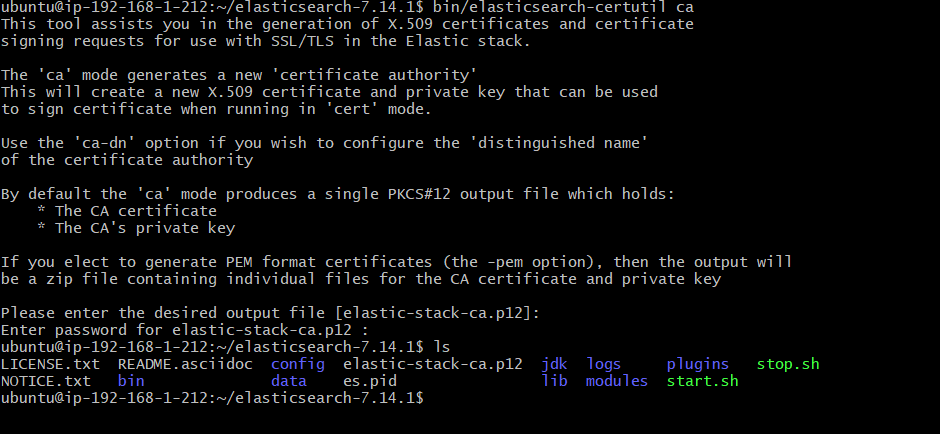 ubuntu@ip-192-168-1-212:~/elasticsearch-7.14.1$ bin/elasticsearch-certutil ca
This tool assists you in the generation of X.509 certificates and certificate
signing requests for use with SSL/TLS in the Elastic stack.

The 'ca' mode generates a new 'certificate authority'
This will create a new X.509 certificate and private key that can be used
to sign certificate when running in 'cert' mode.

Use the 'ca-dn' option if you wish to configure the 'distinguished name'
of the certificate authority

By default the 'ca' mode produces a single PKCS#12 output file which holds:
    * The CA certificate
    * The CA's private key

If you elect to generate PEM format certificates (the -pem option), then the output will
be a zip file containing individual files for the CA certificate and private key

Please enter the desired output file [elastic-stack-ca.p12]:
Enter password for elastic-stack-ca.p12 :
ubuntu@ip-192-168-1-212:~/elasticsearch-7.14.1$ ls
LICENSE.txt  README.asciidoc  config  elastic-stack-ca.p12  jdk  logs     plugins   stop.sh
NOTICE.txt   bin              data    es.pid                lib  modules  start.sh
ubuntu@ip-192-168-1-212:~/elasticsearch-7.14.1$